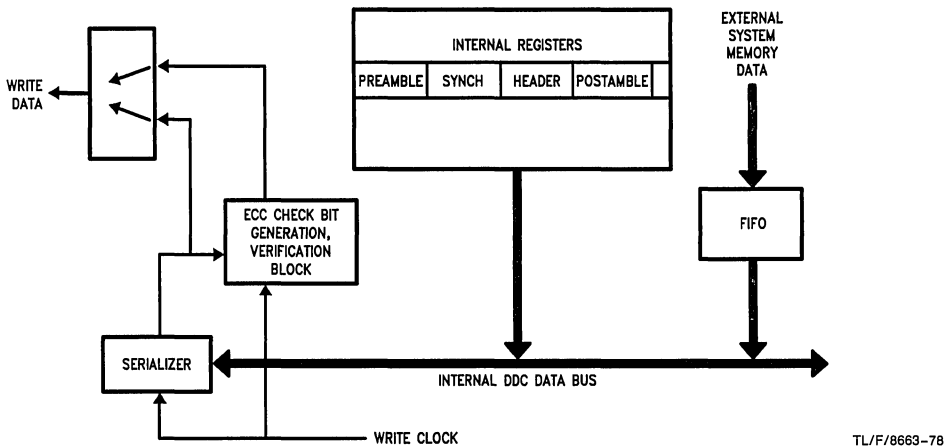 EXTERNAL
SYSTEM
MEMORY
DATA
INTERNAL REGISTERS
PREAMBLE
SYNCH
HEADER
POSTAMBLE
WRITE
DATA
ECC CHECK BIT
GENERATION,
VERIFICATION
BLOCK
FIFO
SERIALIZER
INTERNAL DDC DATA BUS
WRITE CLOCK
TL/F/8663-78